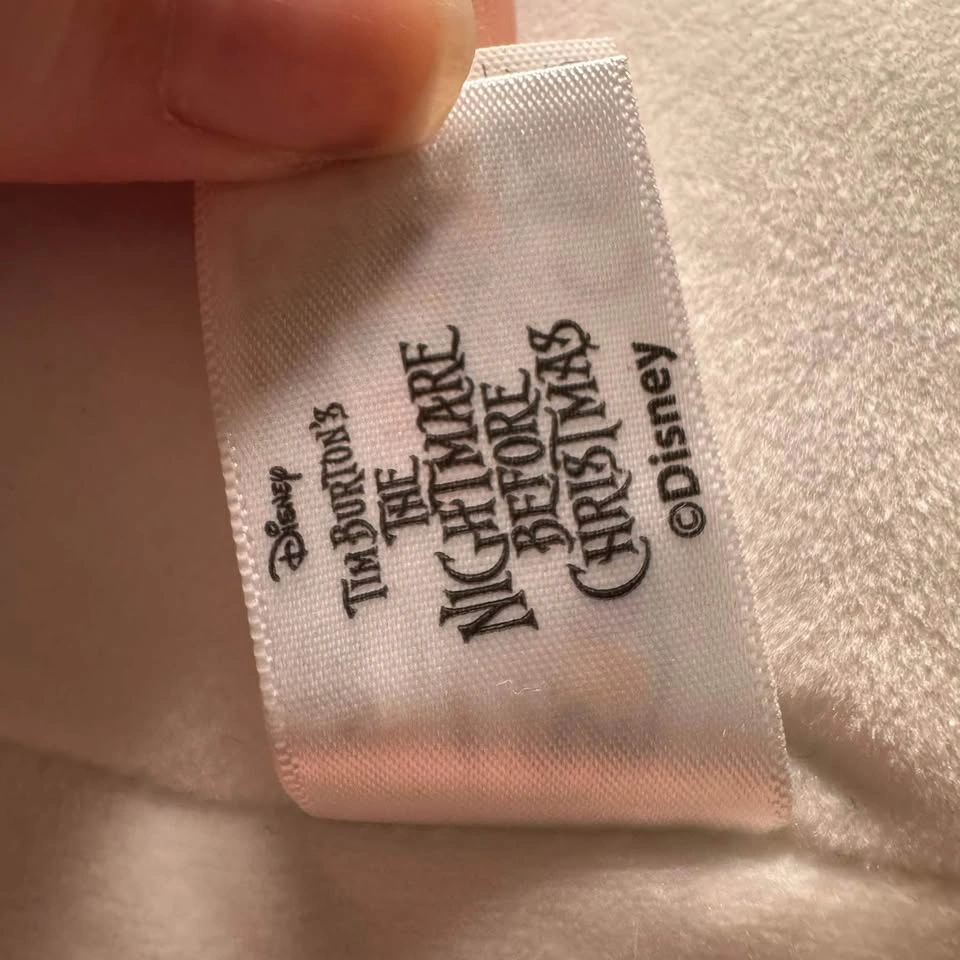 Disney
TIM BURTON'S
THE
NIGHTMARE
BEFORE
CHRISTMAS
©Disney